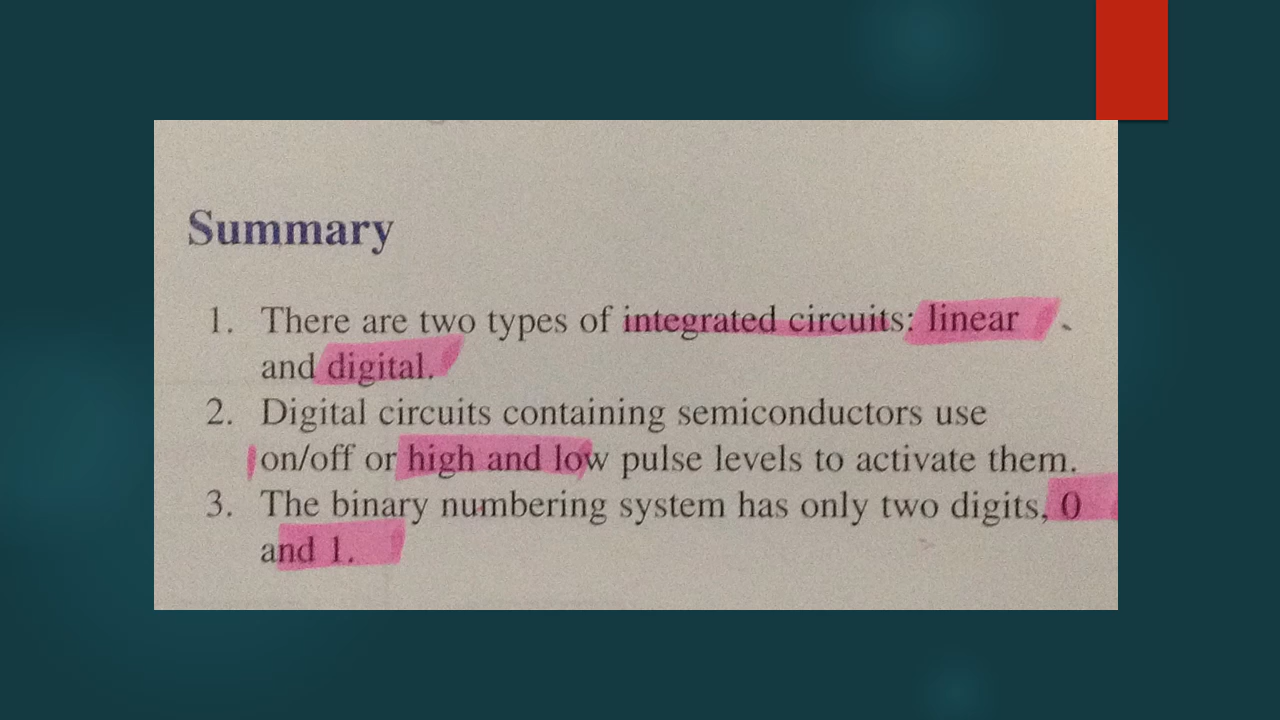 Summary
1. There are two types of integrated circuits: linear
and digital.
2. Digital circuits containing semiconductors use
on/off or high and low pulse levels to activate them.
3. The binary numbering system has only two digits, 0
and 1.